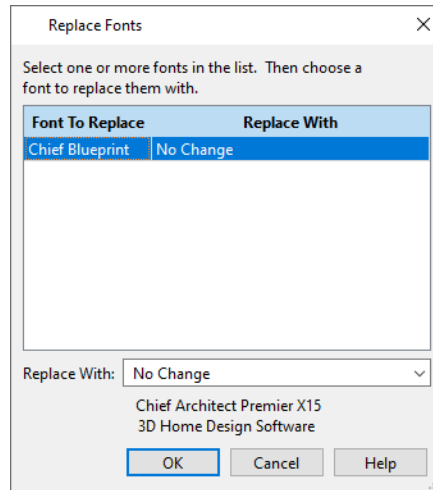 Replace Fonts
Select one or more fonts in the list. Then choose a
font to replace them with.
Font To Replace Replace With
Chief Blueprint No Change
Replace With: No Change
Chief Architect Premier X15
3D Home Design Software
OK Cancel Help